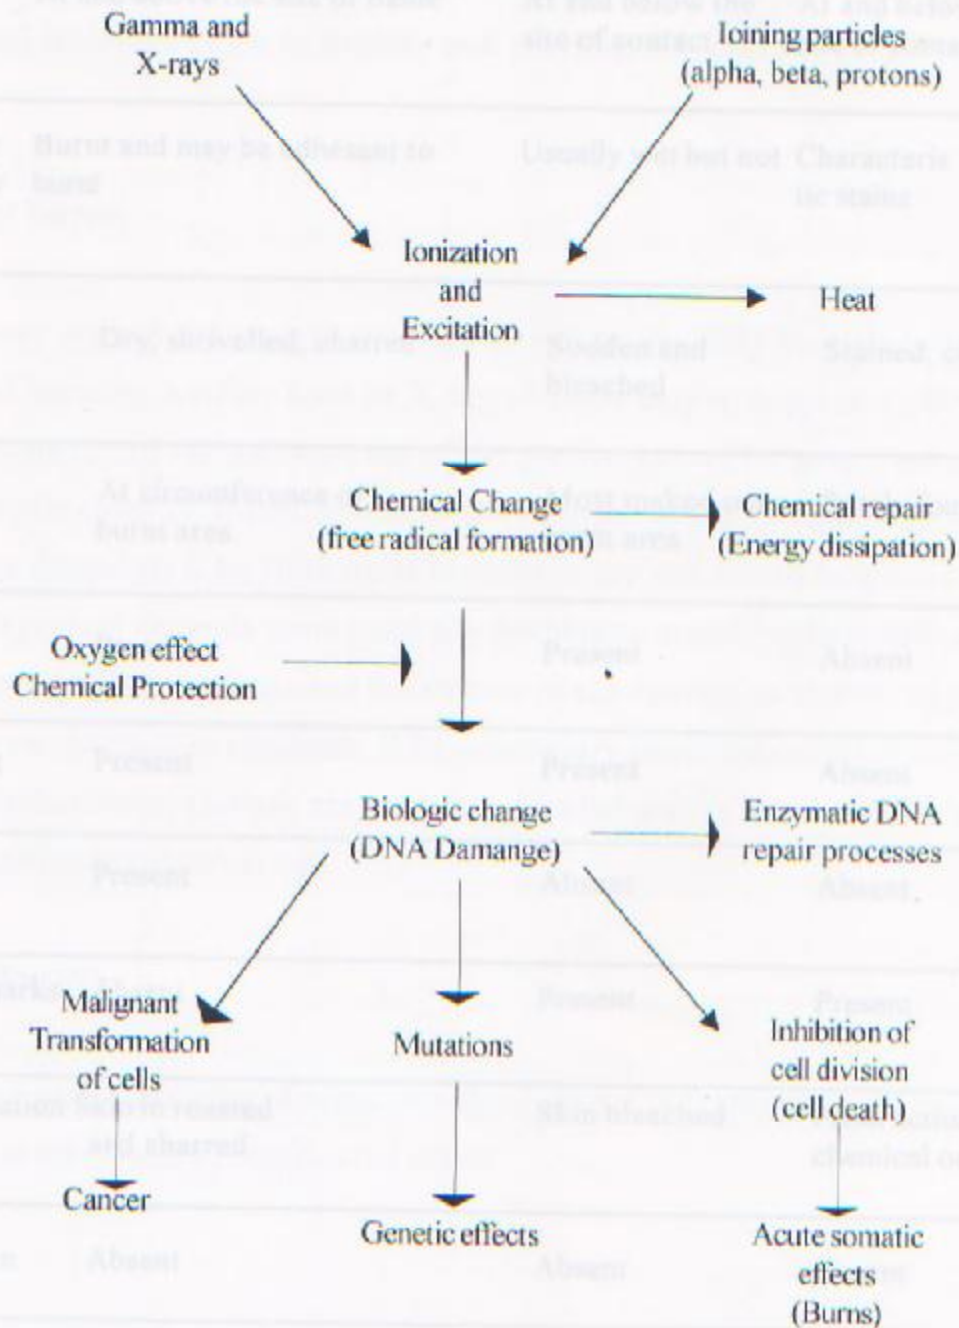 Gamma and
X-rays
Ioining particles
(alpha, beta, protons)
Ionization
and
Excitation
Heat
Chemical Change
(free radical formation)
Chemical repair
(Energy dissipation)
Oxygen effect
Chemical Protection
Biologic change
(DNA Damange)
Enzymatic DNA
repair processes
Malignant
Transformation
of cells
Mutations
Inhibition of
cell division
(cell death)
Cancer
Genetic effects
Acute somatic
effects
(Burns)